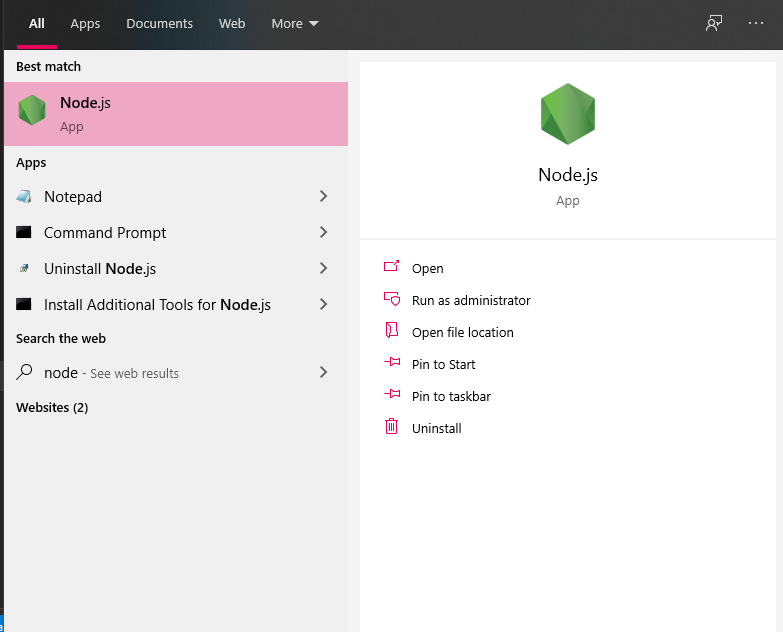 All Apps Documents Web More
Best match
Node.js
App
Apps
Notepad
Command Prompt
Uninstall Node.js
Install Additional Tools for Node.js
Search the web
node - See web results
Websites (2)
Node.js
App
Open
Run as administrator
Open file location
Pin to Start
Pin to taskbar
Uninstall